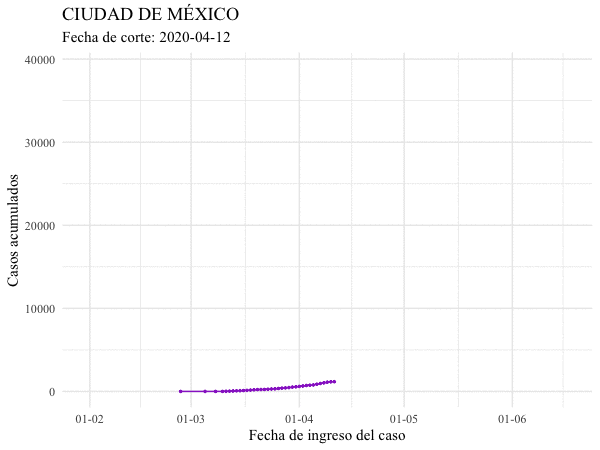 CIUDAD DE MÉXICO
Fecha de corte: 2020-04-12
Casos acumulados
40000
30000
20000
10000
0
01-02 01-03 01-04 01-05 01-06
Fecha de ingreso del caso